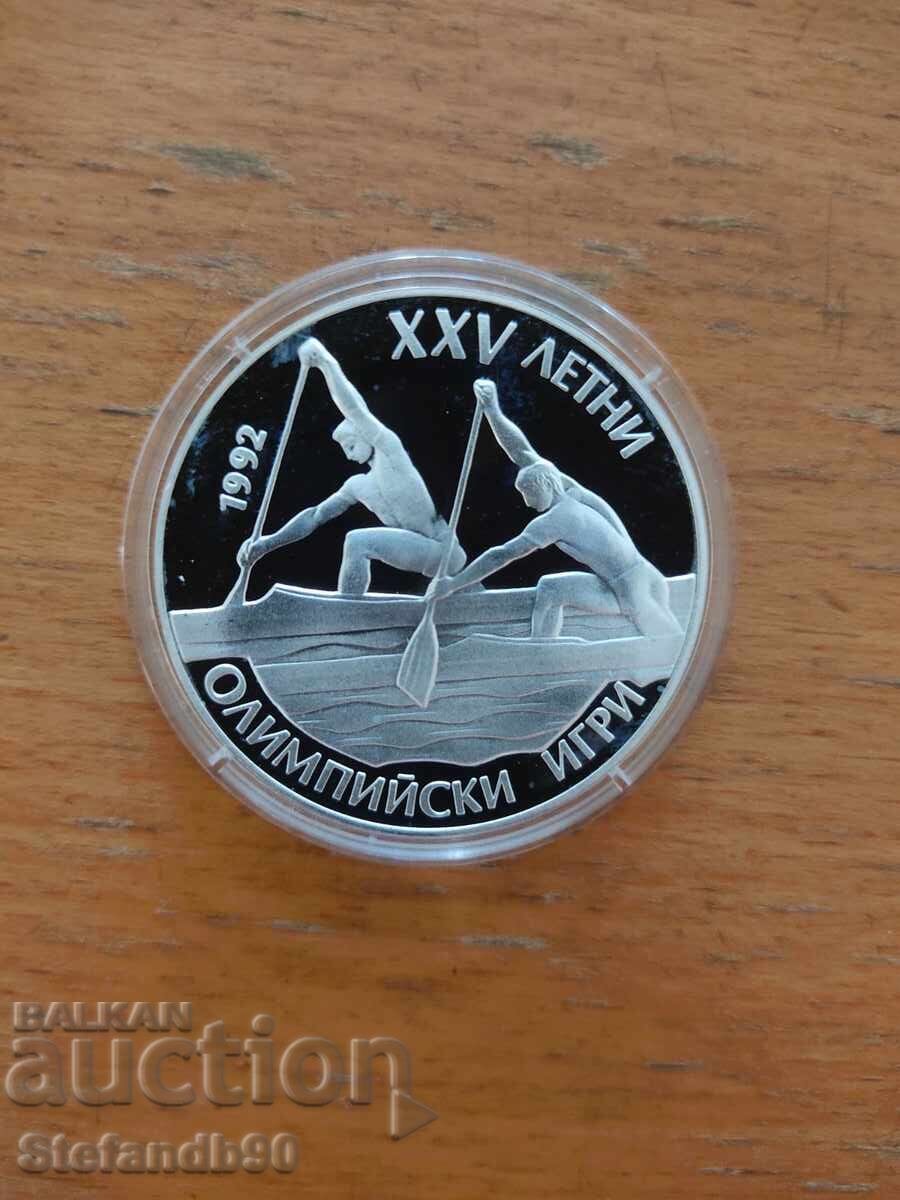 XXV ЛЕТНИ
1992
ОЛИМПИЙСКИ ИГРИ
BALKAN
auction
Stefandb90